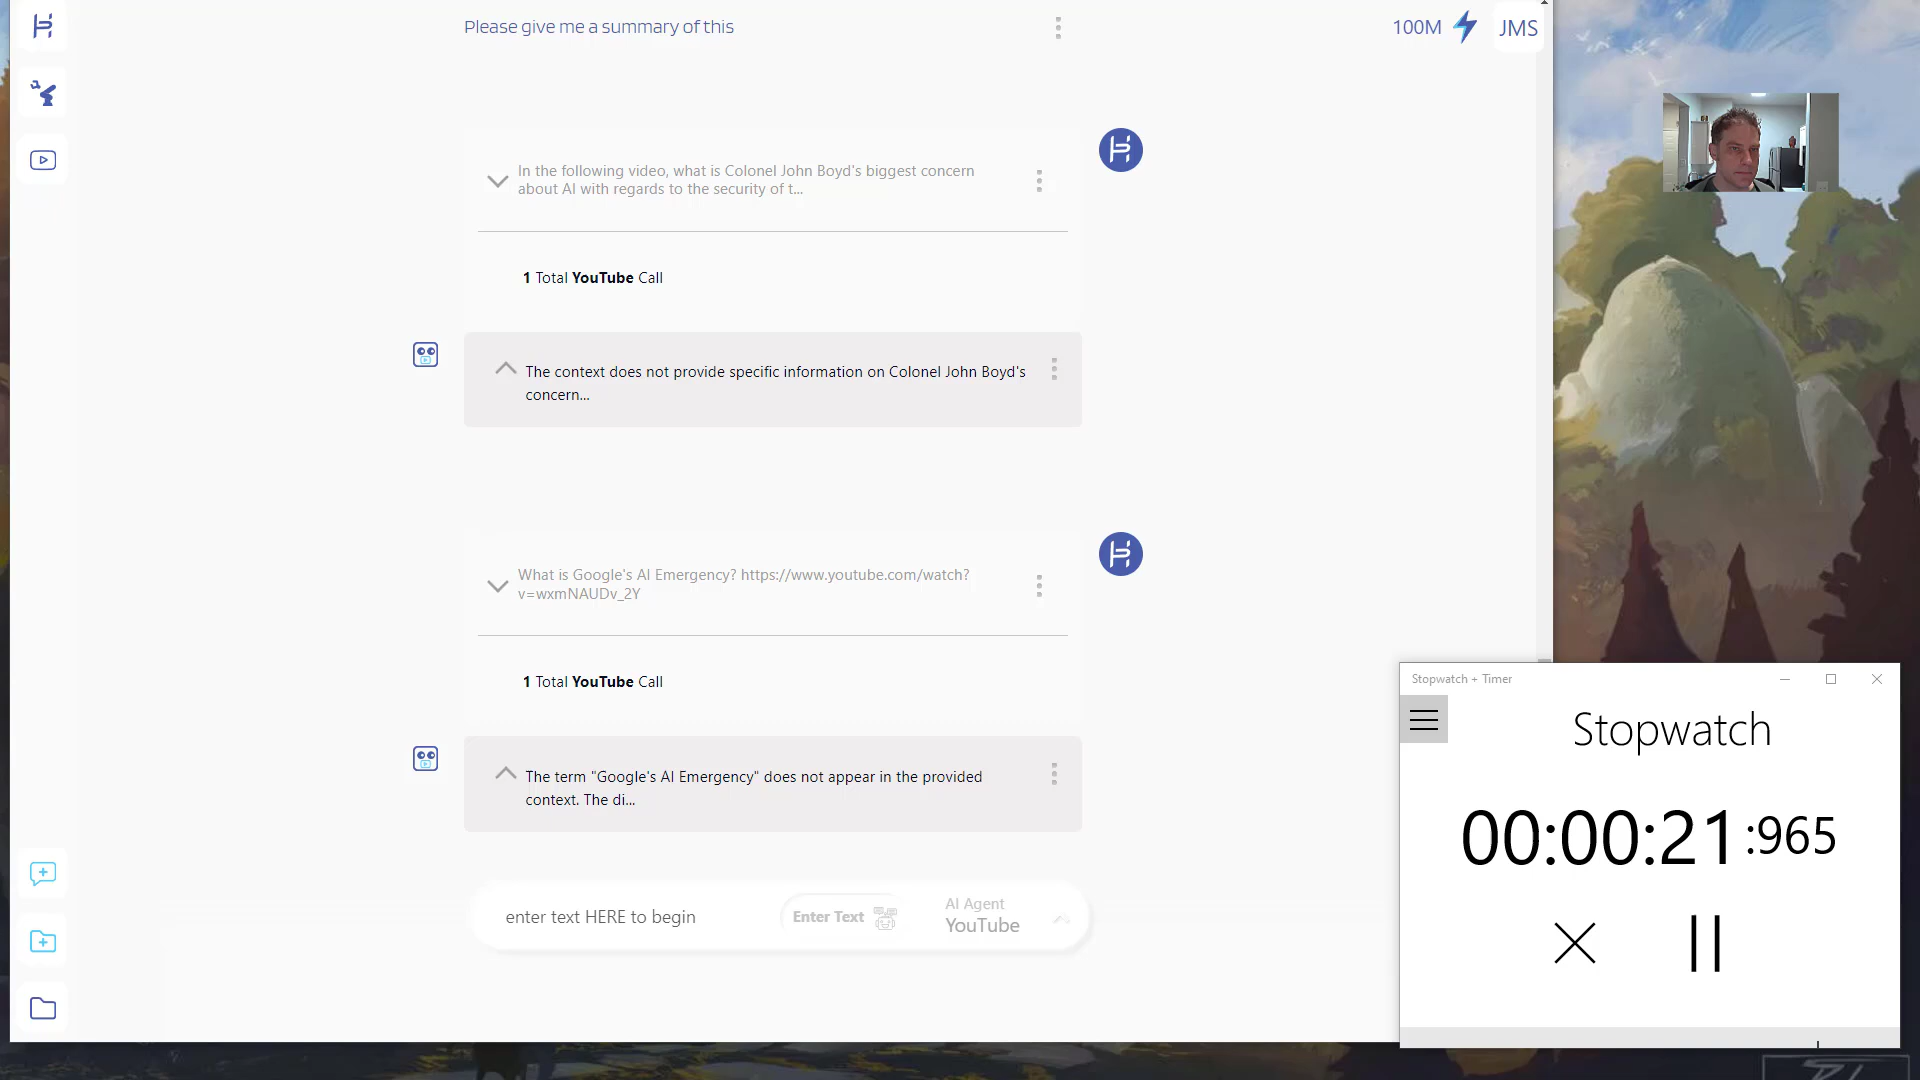 Please give me a summary of this
100M
JMS
In the following video, what is Colonel John Boyd's biggest concern
about AI with regards to the security of t...
1 Total YouTube Call
The context does not provide specific information on Colonel John Boyd's
concern...
What is Google's AI Emergency? https://www.youtube.com/watch?
v=wxmNAUDv_2Y
1 Total YouTube Call
The term "Google's AI Emergency" does not appear in the provided
context. The di...
enter text HERE to begin
Enter Text
AI Agent
YouTube
Stopwatch + Timer
Stopwatch
00:00:21:965